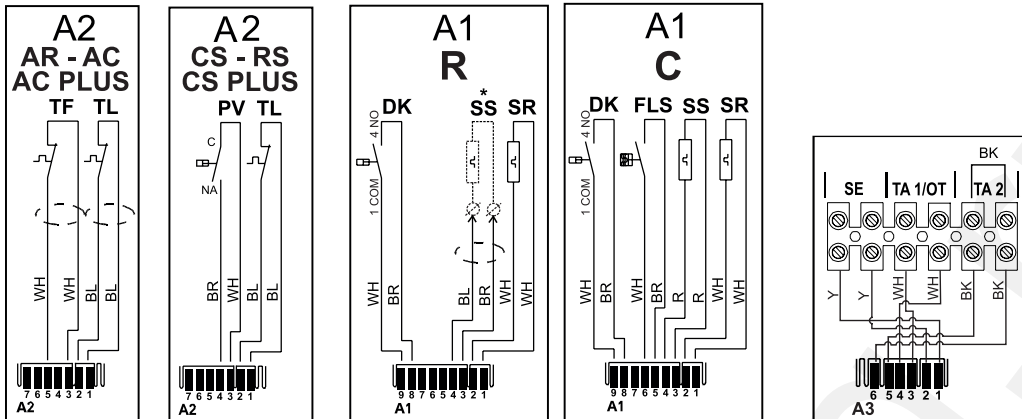 A2
AR - AC
AC PLUS
TF TL
WH WH BL BL
7 6 5 4 3 2 1
A2
A2
CS - RS
CS PLUS
PV TL
C
NA
BR WH BL BL
7 6 5 4 3 2 1
A2
A1
R
*
DK SS SR
4 NO
1 COM
WH BR BL BR WH WH
9 8 7 6 5 4 3 2 1
A1
A1
C
DK FLS SS SR
4 NO
1 COM
WH BR WH BR R R WH WH
9 8 7 6 5 4 3 2 1
A1
BK
SE TA 1/OT TA 2
Y Y WH WH BK BK
6 5 4 3 2 1
A3